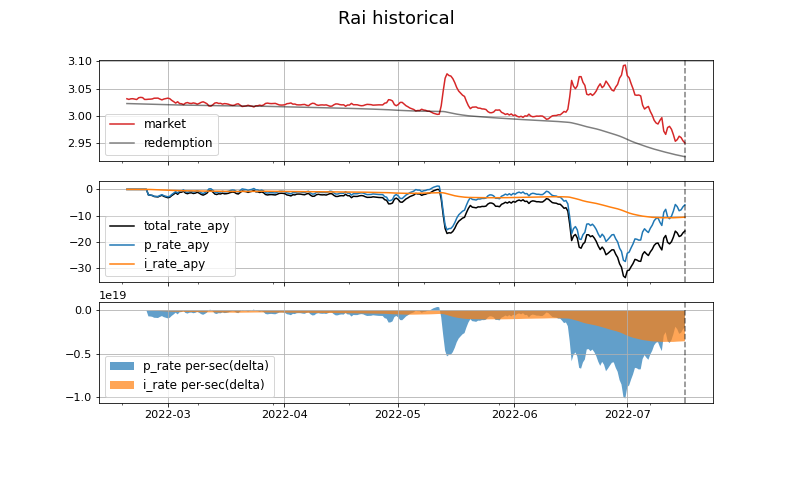 Rai historical
3.10
3.05
3.00
2.95
market
redemption
0
−10
−20
−30
total_rate_apy
p_rate_apy
i_rate_apy
1e19
0.0
−0.5
−1.0
p_rate per-sec(delta)
i_rate per-sec(delta)
2022-03 2022-04 2022-05 2022-06 2022-07